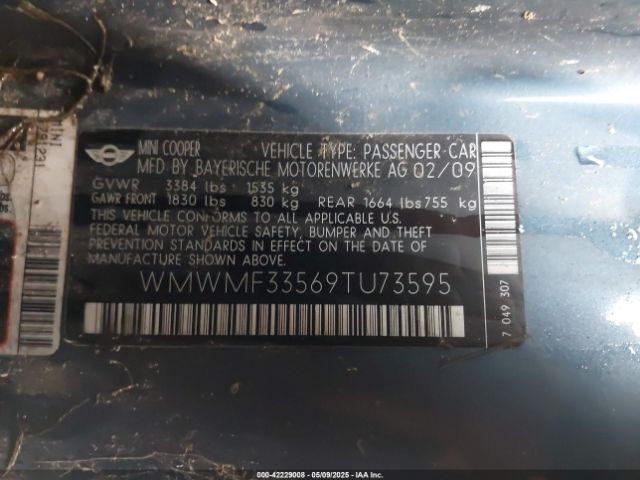 MINI
MINI COOPER VEHICLE TYPE: PASSENGER CAR
MFD BY BAYERISCHE MOTORENWERKE AG 02/09
GVWR 3384 lbs 1535 kg
GAWR FRONT 1830 lbs 830 kg REAR 1664 lbs 755 kg
THIS VEHICLE CONFORMS TO ALL APPLICABLE U.S.
FEDERAL MOTOR VEHICLE SAFETY, BUMPER AND THEFT
PREVENTION STANDARDS IN EFFECT ON THE DATE
OF MANUFACTURE SHOWN ABOVE.
WMWMF33569TU73595
7 049 307
000-42229008 - 05/09/2025 - © 2025 IAA Inc.